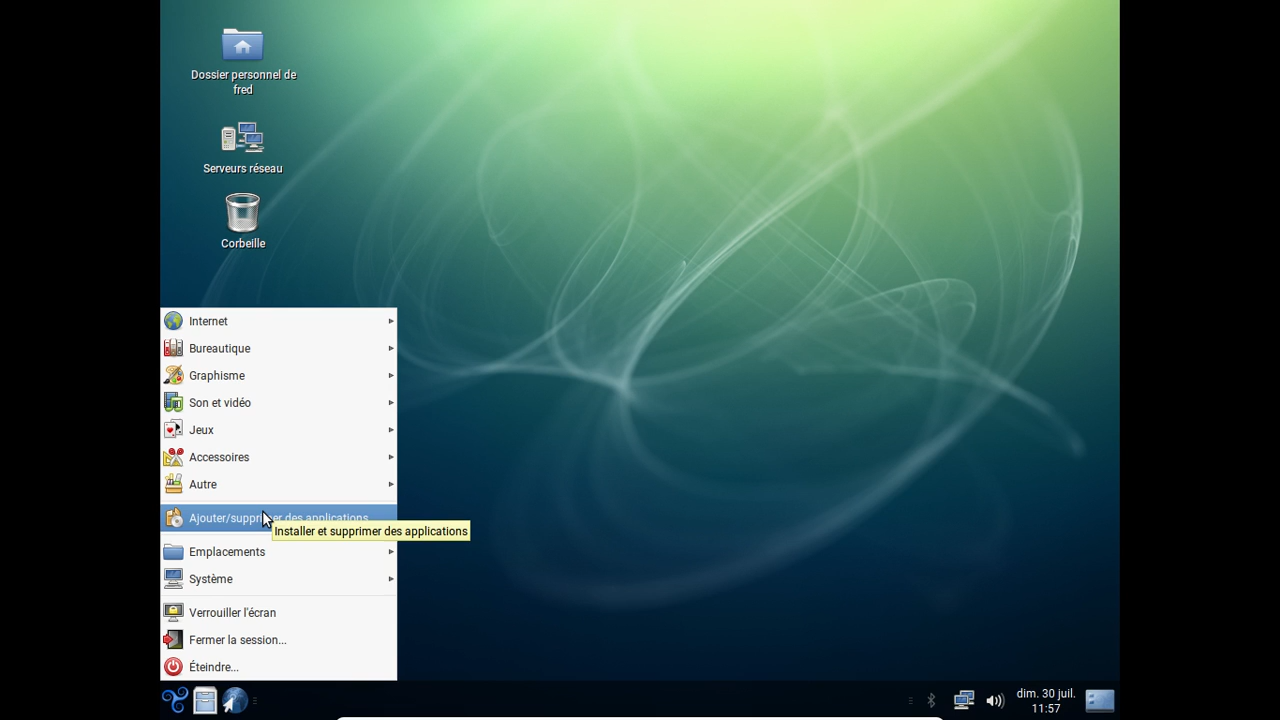 Dossier personnel de
fred
Serveurs réseau
Corbeille
Internet
Bureautique
Graphisme
Son et vidéo
Jeux
Accessoires
Autre
Ajouter/supprimer des applications
Installer et supprimer des applications
Emplacements
Système
Verrouiller l'écran
Fermer la session...
Éteindre...
dim. 30 juil.
11:57